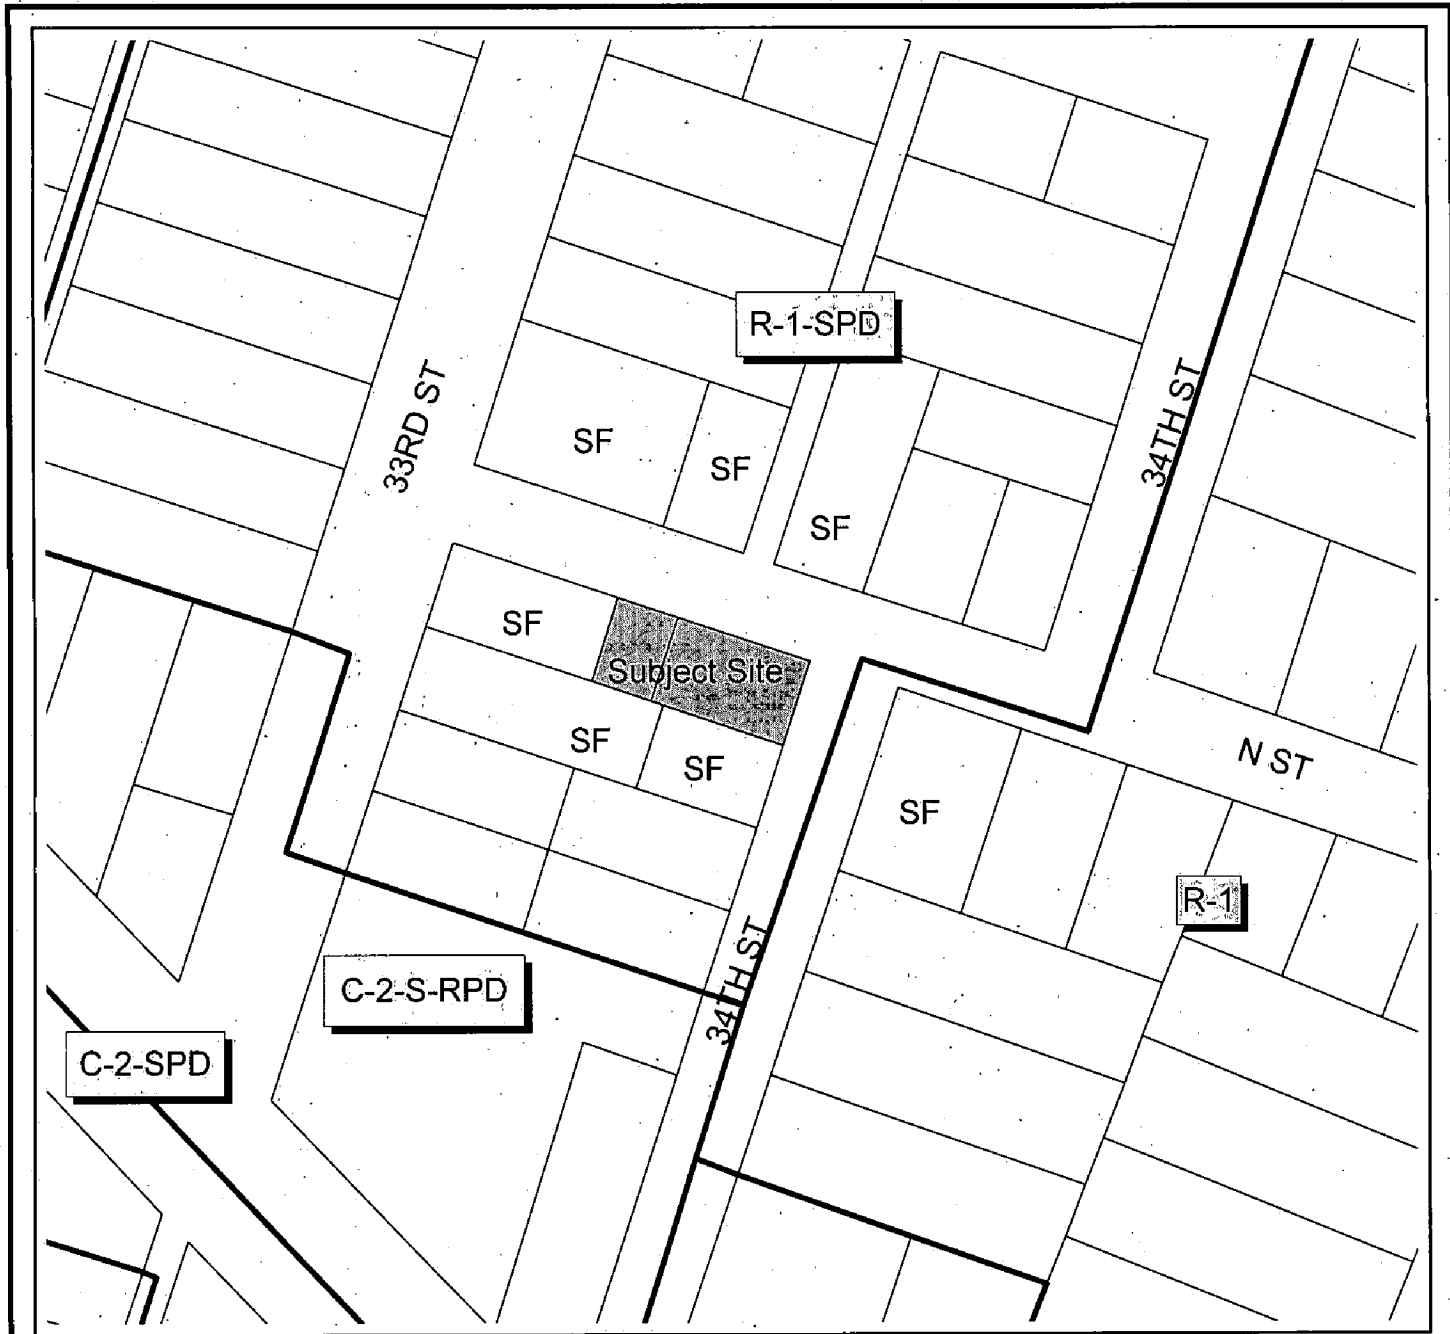 R-1-SPD
33RD ST
34TH ST
SF
SF
SF
SF
Subject Site
SF
SF
N ST
SF
R-1
34TH ST
C-2-S-RPD
C-2-SPD